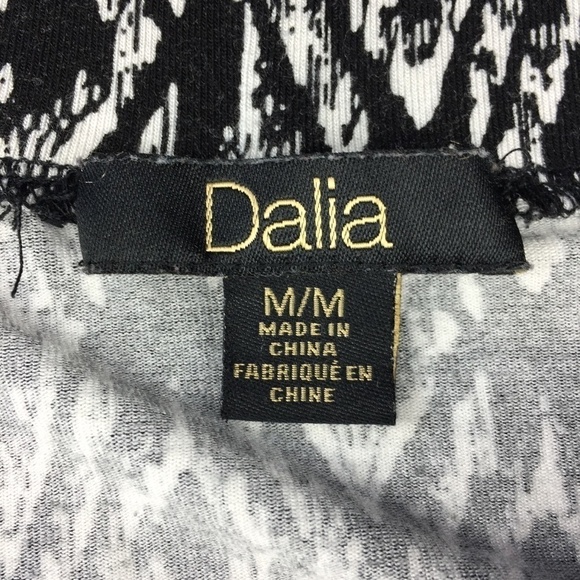 Dalia
M/M
MADE IN
CHINA
FABRIQUÉ EN
CHINE